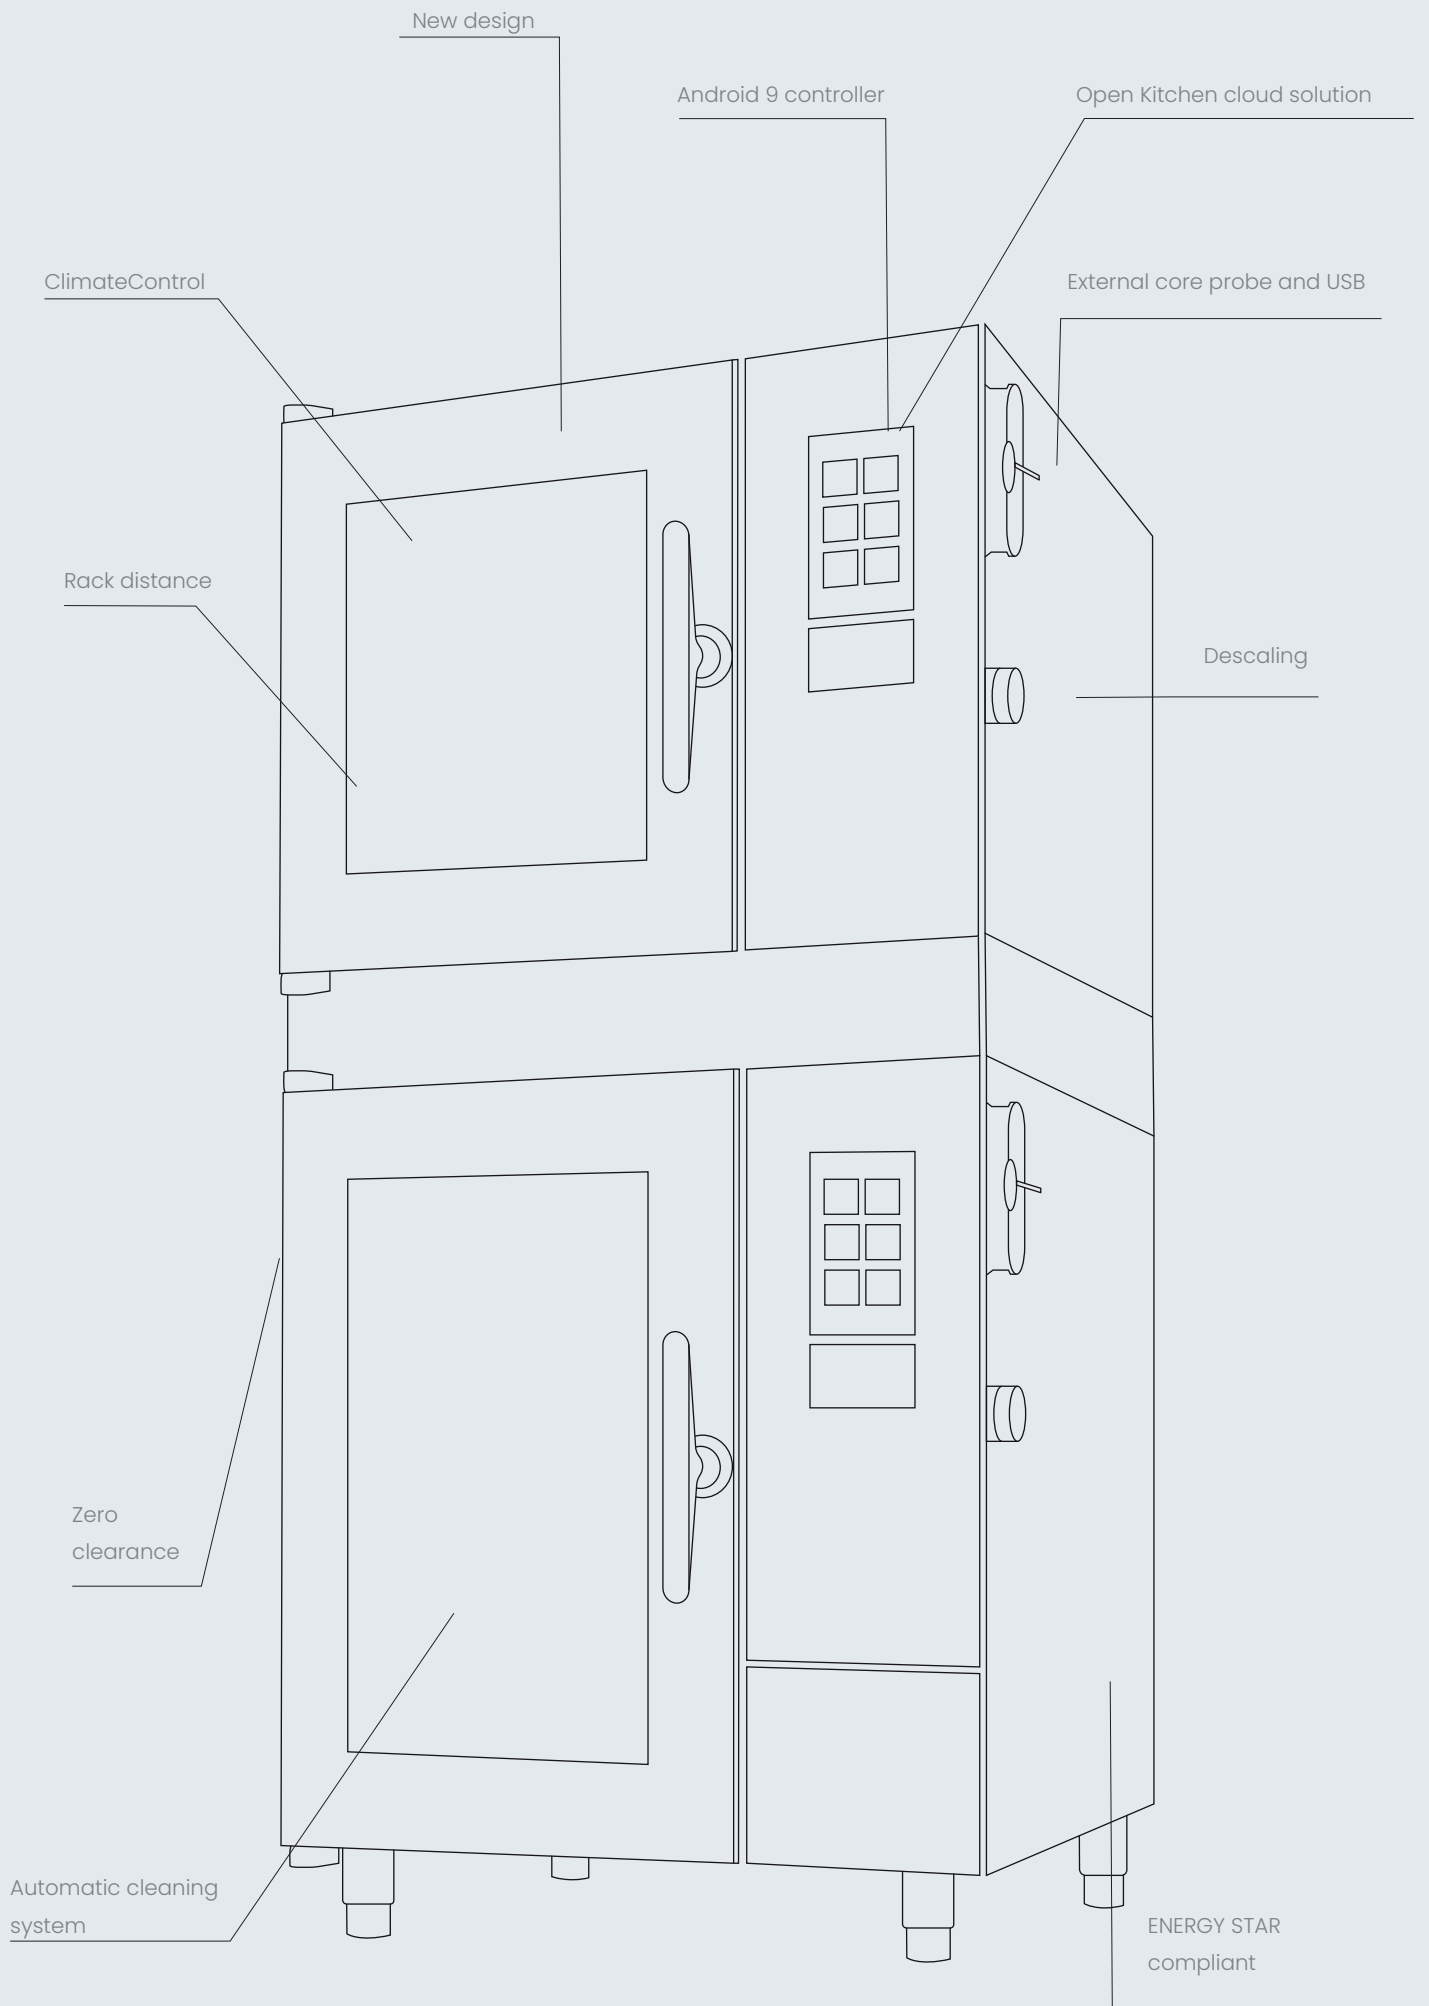 New design
Android 9 controller
Open Kitchen cloud solution
ClimateControl
External core probe and USB
Rack distance
Descaling
Zero
clearance
Automatic cleaning
system
ENERGY STAR
compliant